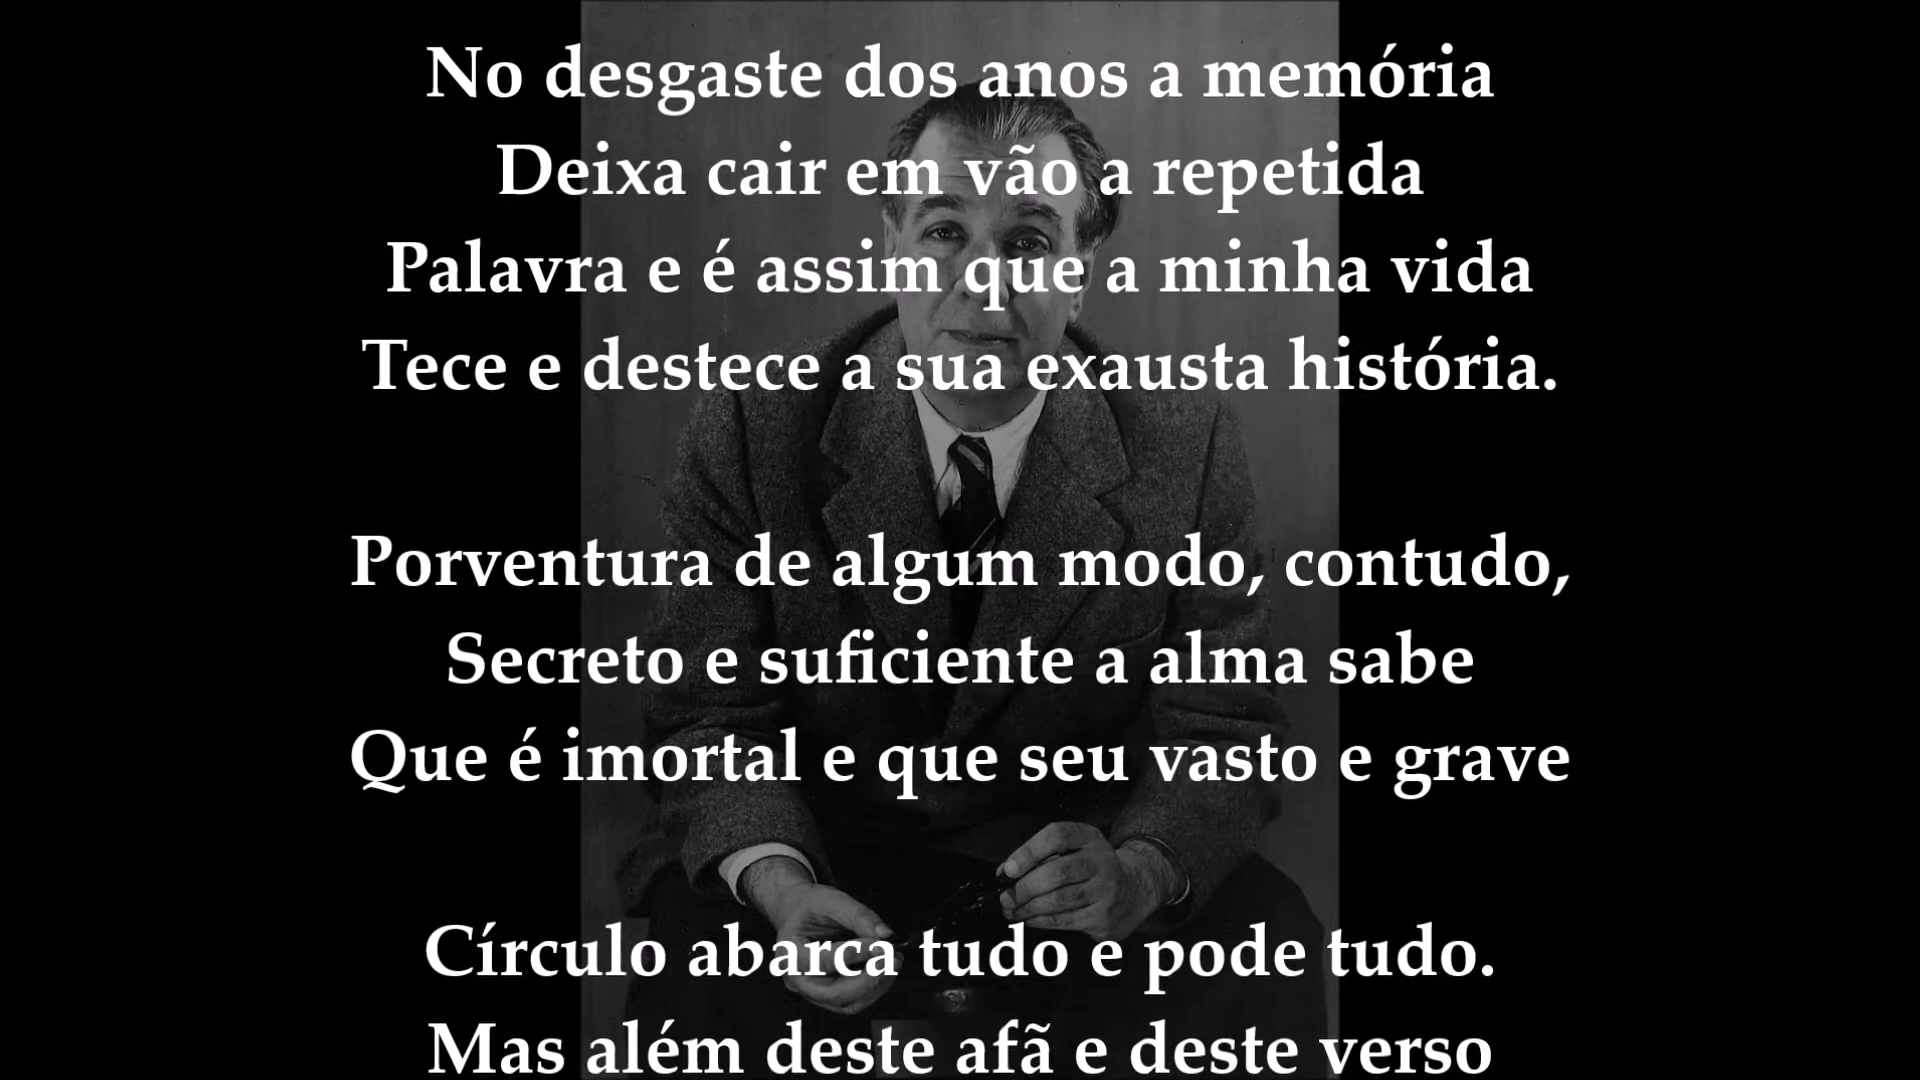 No desgaste dos anos a memória
Deixa cair em vão a repetida
Palavra e é assim que a minha vida
Tece e destece a sua exausta história.
Porventura de algum modo, contudo,
Secreto e suficiente a alma sabe
Que é imortal e que seu vasto e grave
Círculo abarca tudo e pode tudo.
Mas além deste afã e deste verso